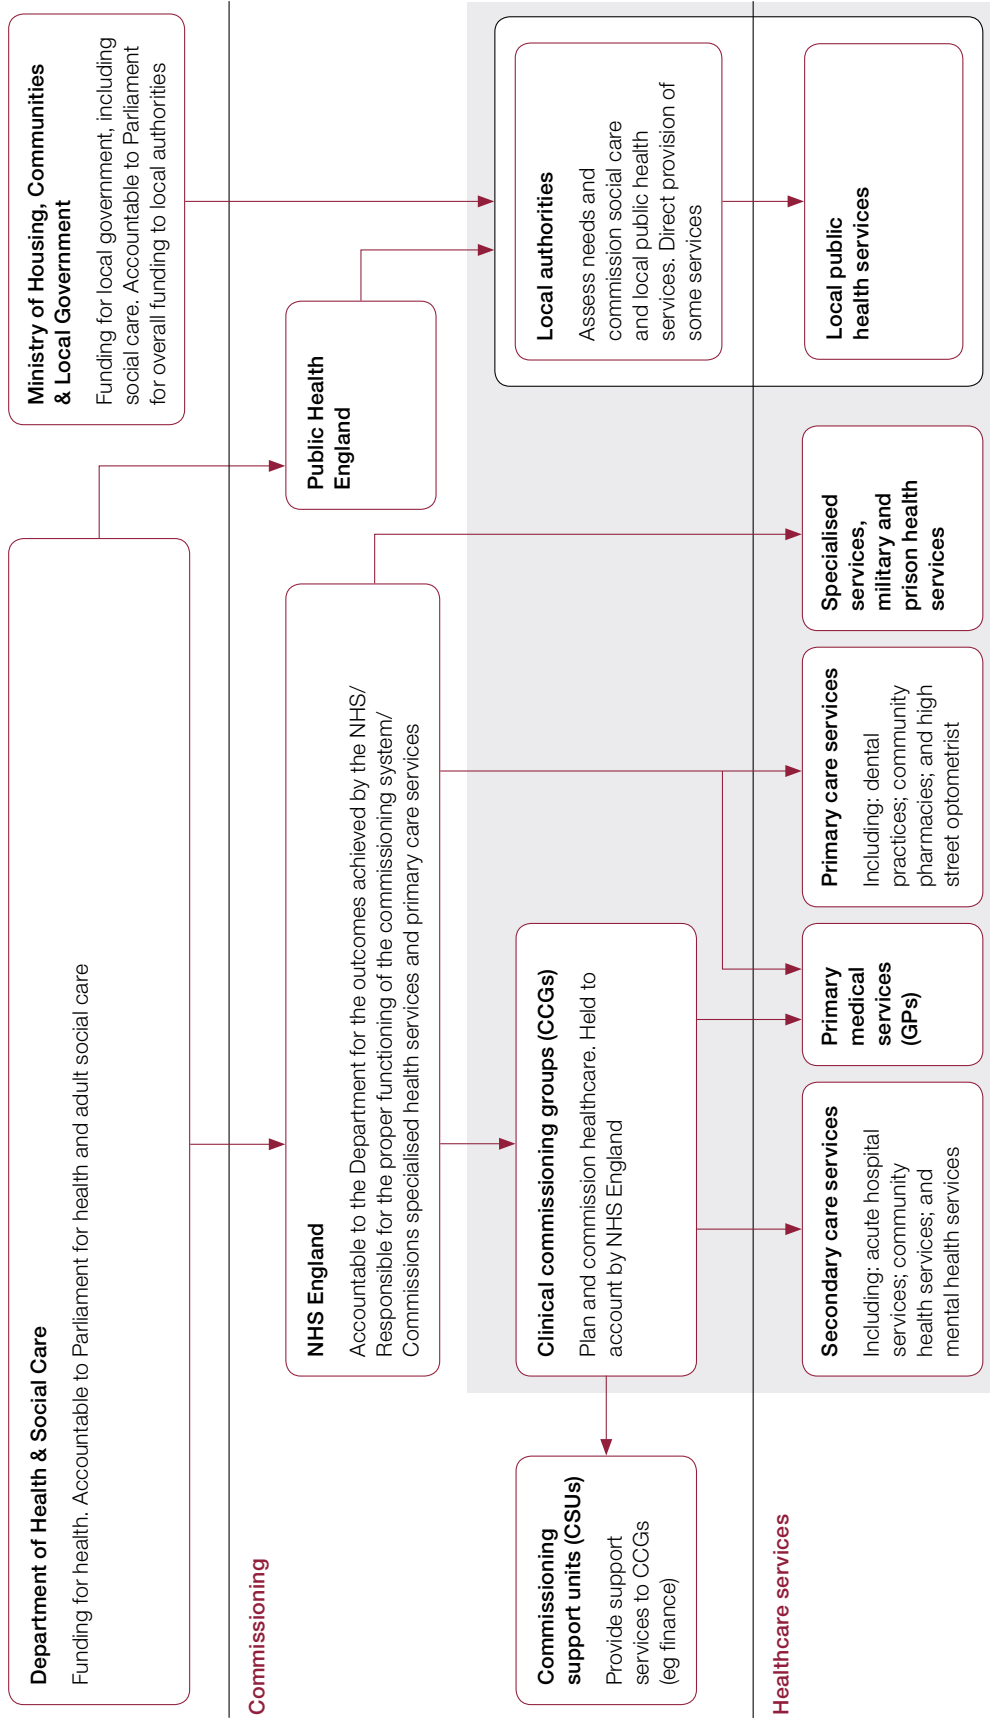 Department of Health & Social Care
Funding for health. Accountable to Parliament for health and adult social care
Ministry of Housing, Communities
& Local Government
Funding for local government, including
social care. Accountable to Parliament
for overall funding to local authorities
Commissioning
NHS England
Accountable to the Department for the outcomes achieved by the NHS/
Responsible for the proper functioning of the commissioning system/
Commissions specialised health services and primary care services
Public Health
England
Commissioning
support units (CSUs)
Provide support
services to CCGs
(eg finance)
Clinical commissioning groups (CCGs)
Plan and commission healthcare. Held to
account by NHS England
Local authorities
Assess needs and
commission social care
and local public health
services. Direct provision of
some services
Healthcare services
Secondary care services
Including: acute hospital
services; community
health services; and
mental health services
Primary
medical
services
(GPs)
Primary care services
Including: dental
practices; community
pharmacies; and high
street optometrist
Specialised
services,
military and
prison health
services
Local public
health services